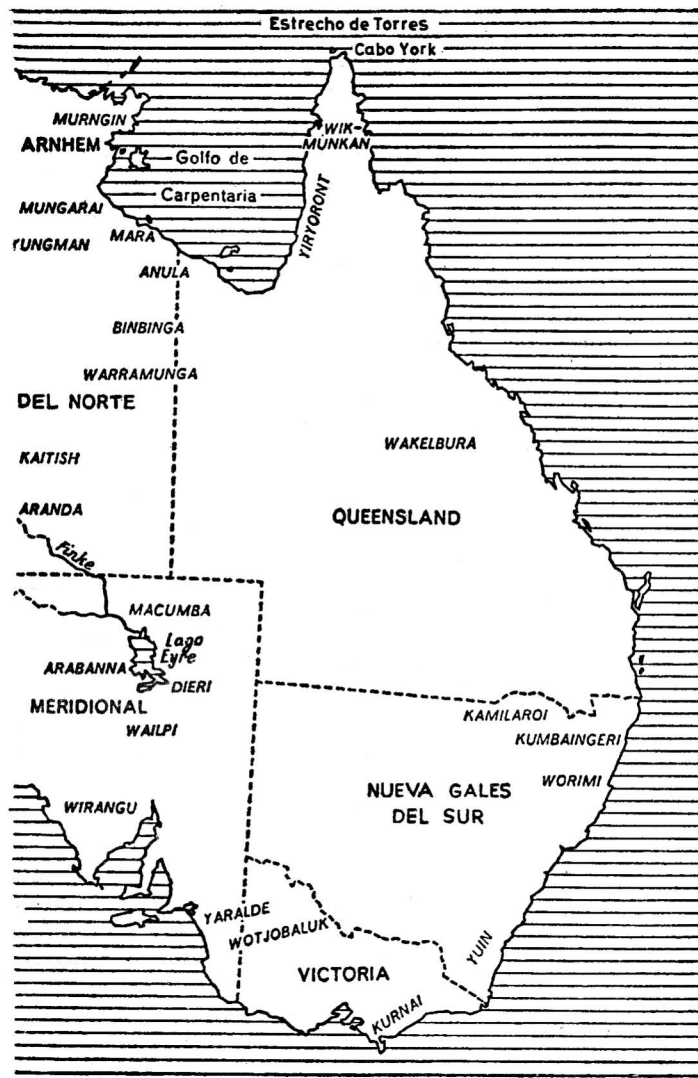 Estrecho de Torres
Cabo York
MURNGIN
WIK-
MUNKAN
ARNHEM
Golfo de
Carpentaria
MUNGARAI
YIRYORONT
MARA
YUNGMAN
ANULA
BINBINGA
WARRAMUNGA
DEL NORTE
WAKELBURA
KAITISH
ARANDA
QUEENSLAND
Finke
MACUMBA
Lago
Eyre
ARABANNA
DIERI
MERIDIONAL
KAMILAROI
WAILPI
KUMBAINGERI
WORIMI
NUEVA GALES
DEL SUR
WIRANGU
YARALDE
WOTJOBALUK
YUIN
VICTORIA
KURNAI